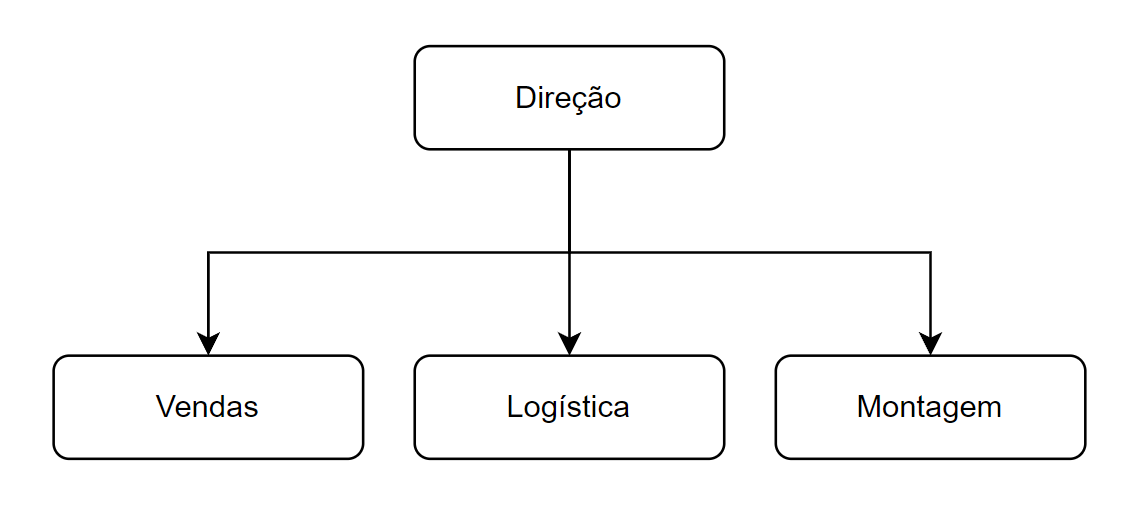 Direção
Vendas
Logística
Montagem